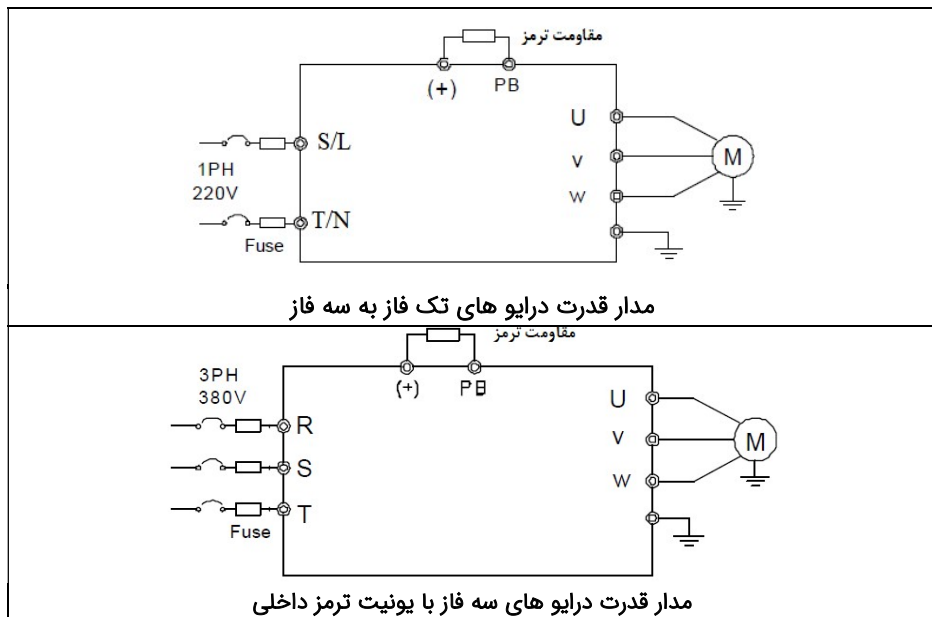 مقاومت ترمز
(+) PB
U
S/L
1PH
220V
V
M
W
T/N
Fuse
مدار قدرت درایو های تک فاز به سه فاز
مقاومت ترمز
(+) PB
3PH
380V
U
R
V
M
S
W
T
Fuse
مدار قدرت درایو های سه فاز با یونیت ترمز داخلی